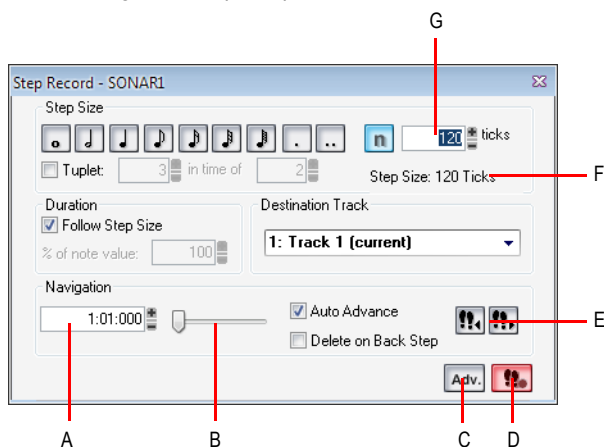 G
Step Record - SONAR1
Step Size
n 120 ticks
Tuplet: 3 in time of 2
Step Size: 120 Ticks
F
Duration
Follow Step Size
% of note value: 100
Destination Track
1: Track 1 (current)
Navigation
1:01:000
Auto Advance
Delete on Back Step
E
Adv.
A B C D